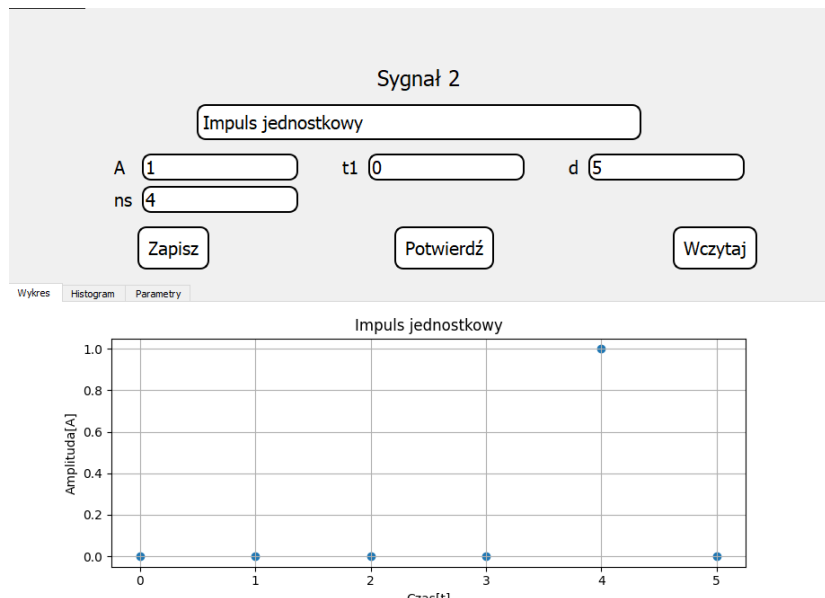 Sygnał 2
Impuls jednostkowy
A 1 t1 0 d 5
ns 4
Zapisz Potwierdź Wczytaj
Wykres Histogram Parametry
Impuls jednostkowy
1.0
0.8
0.6
0.4
0.2
0.0
Amplituda[A]
0 1 2 3 4 5
Czas[t]